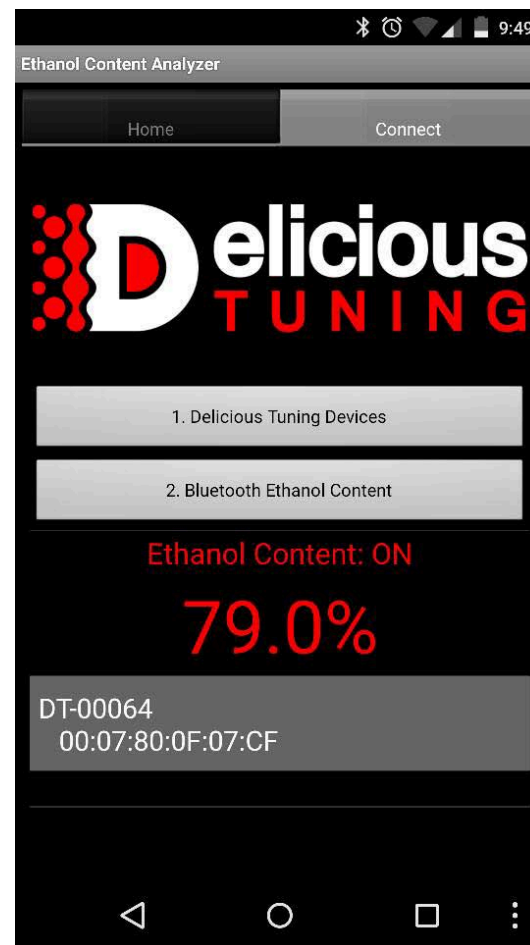 9:49
Ethanol Content Analyzer
Home Connect
Delicious
TUNING
1. Delicious Tuning Devices
2. Bluetooth Ethanol Content
Ethanol Content: ON
79.0%
DT-00064
00:07:80:0F:07:CF